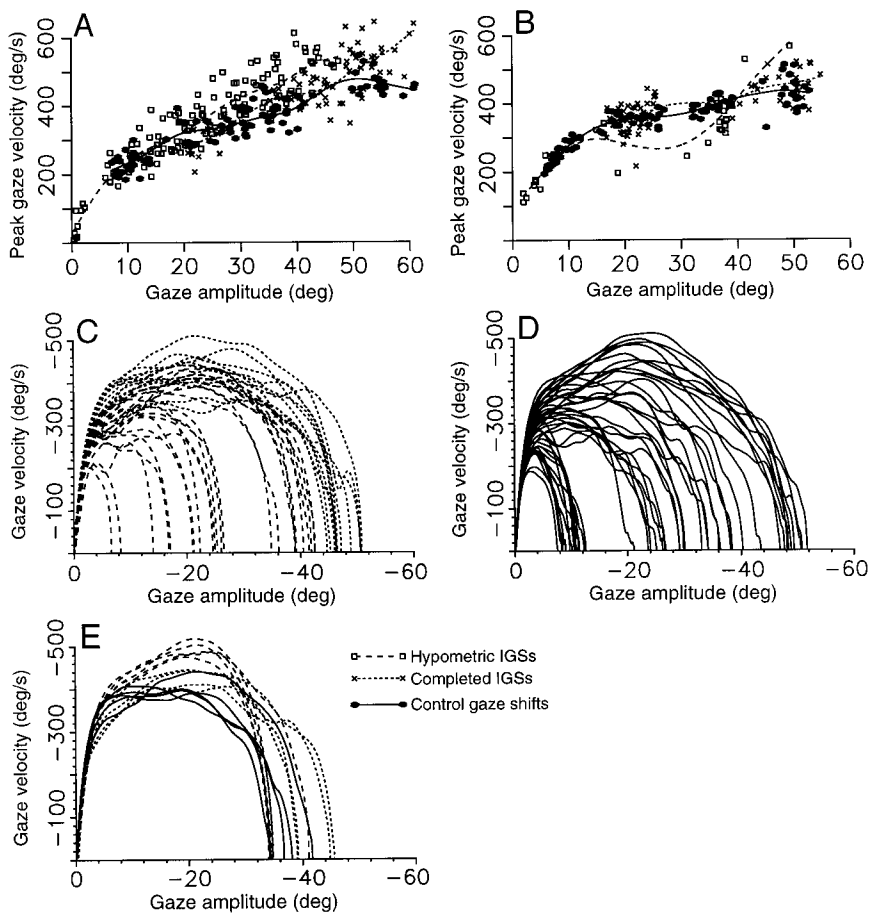 A
Peak gaze velocity (deg/s)
600
400
200
0 10 20 30 40 50 60
Gaze amplitude (deg)
B
Peak gaze velocity (deg/s)
600
400
200
0 10 20 30 40 50 60
Gaze amplitude (deg)
C
Gaze velocity (deg/s)
−500
−300
−100
0 −20 −40 −60
Gaze amplitude (deg)
D
Gaze velocity (deg/s)
−500
−300
−100
0 −20 −40 −60
Gaze amplitude (deg)
E
Gaze velocity (deg/s)
−500
−300
−100
0 −20 −40 −60
Gaze amplitude (deg)
Hypometric IGSs
Completed IGSs
Control gaze shifts